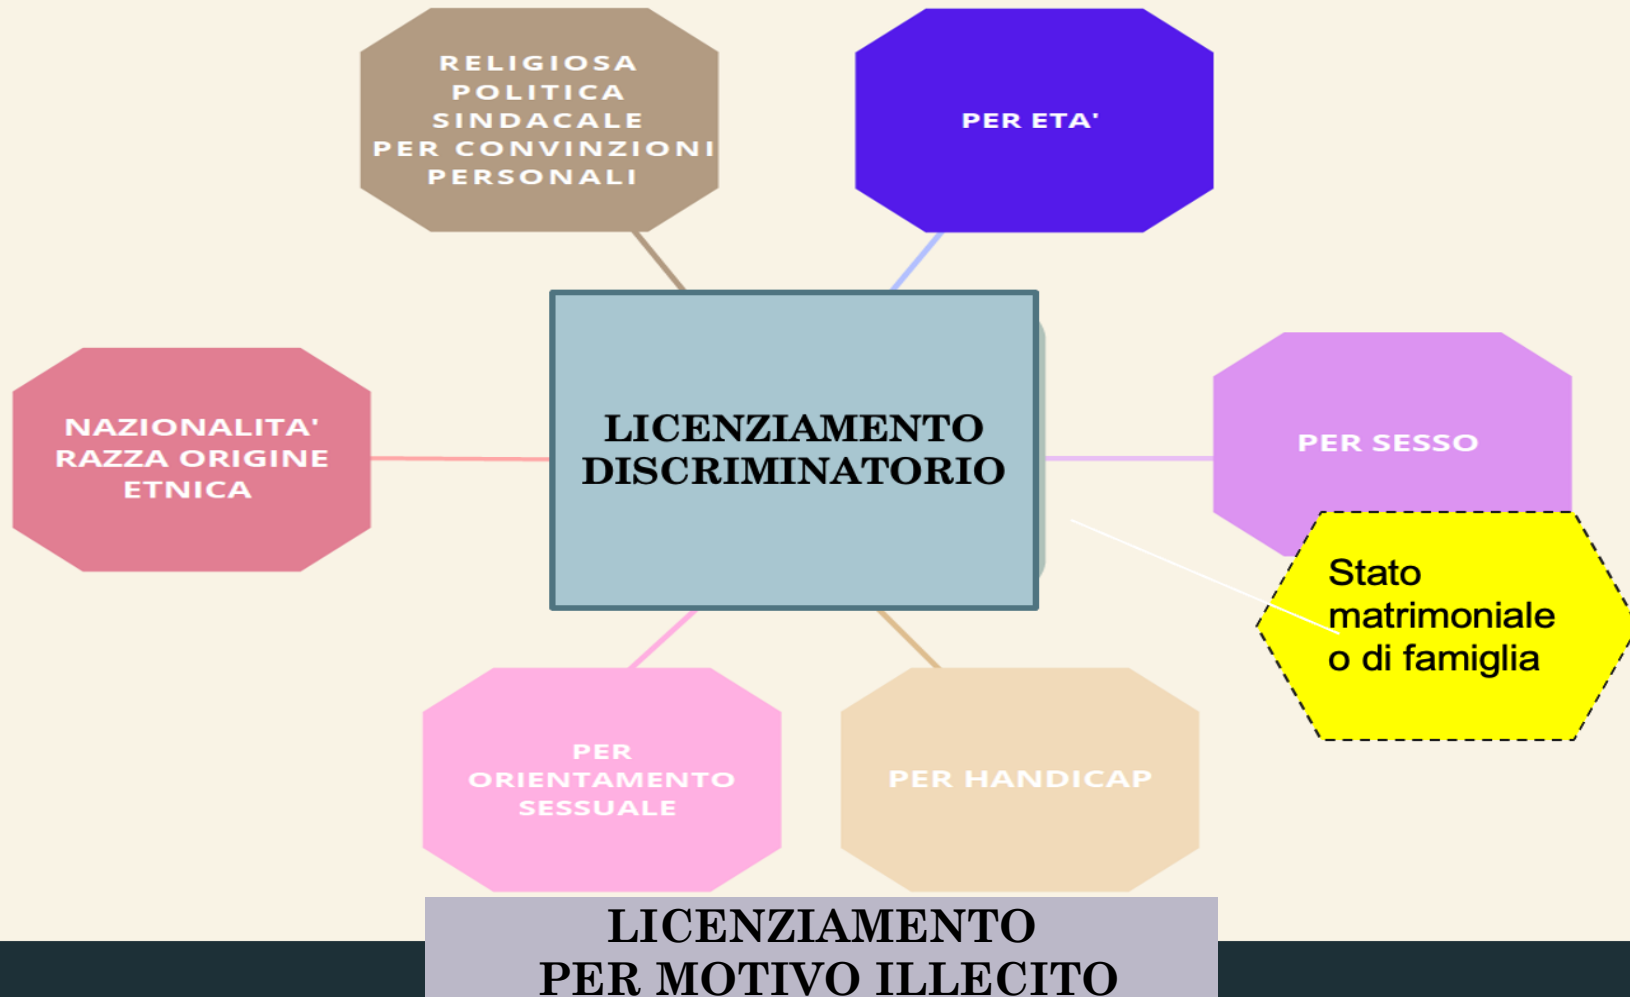 RELIGIOSA
POLITICA
SINDACALE
PER CONVINZIONI
PERSONALI
PER ETA'
NAZIONALITA'
RAZZA ORIGINE
ETNICA
LICENZIAMENTO
DISCRIMINATORIO
PER SESSO
Stato
matrimoniale
o di famiglia
PER
ORIENTAMENTO
SESSUALE
PER HANDICAP
LICENZIAMENTO
PER MOTIVO ILLECITO